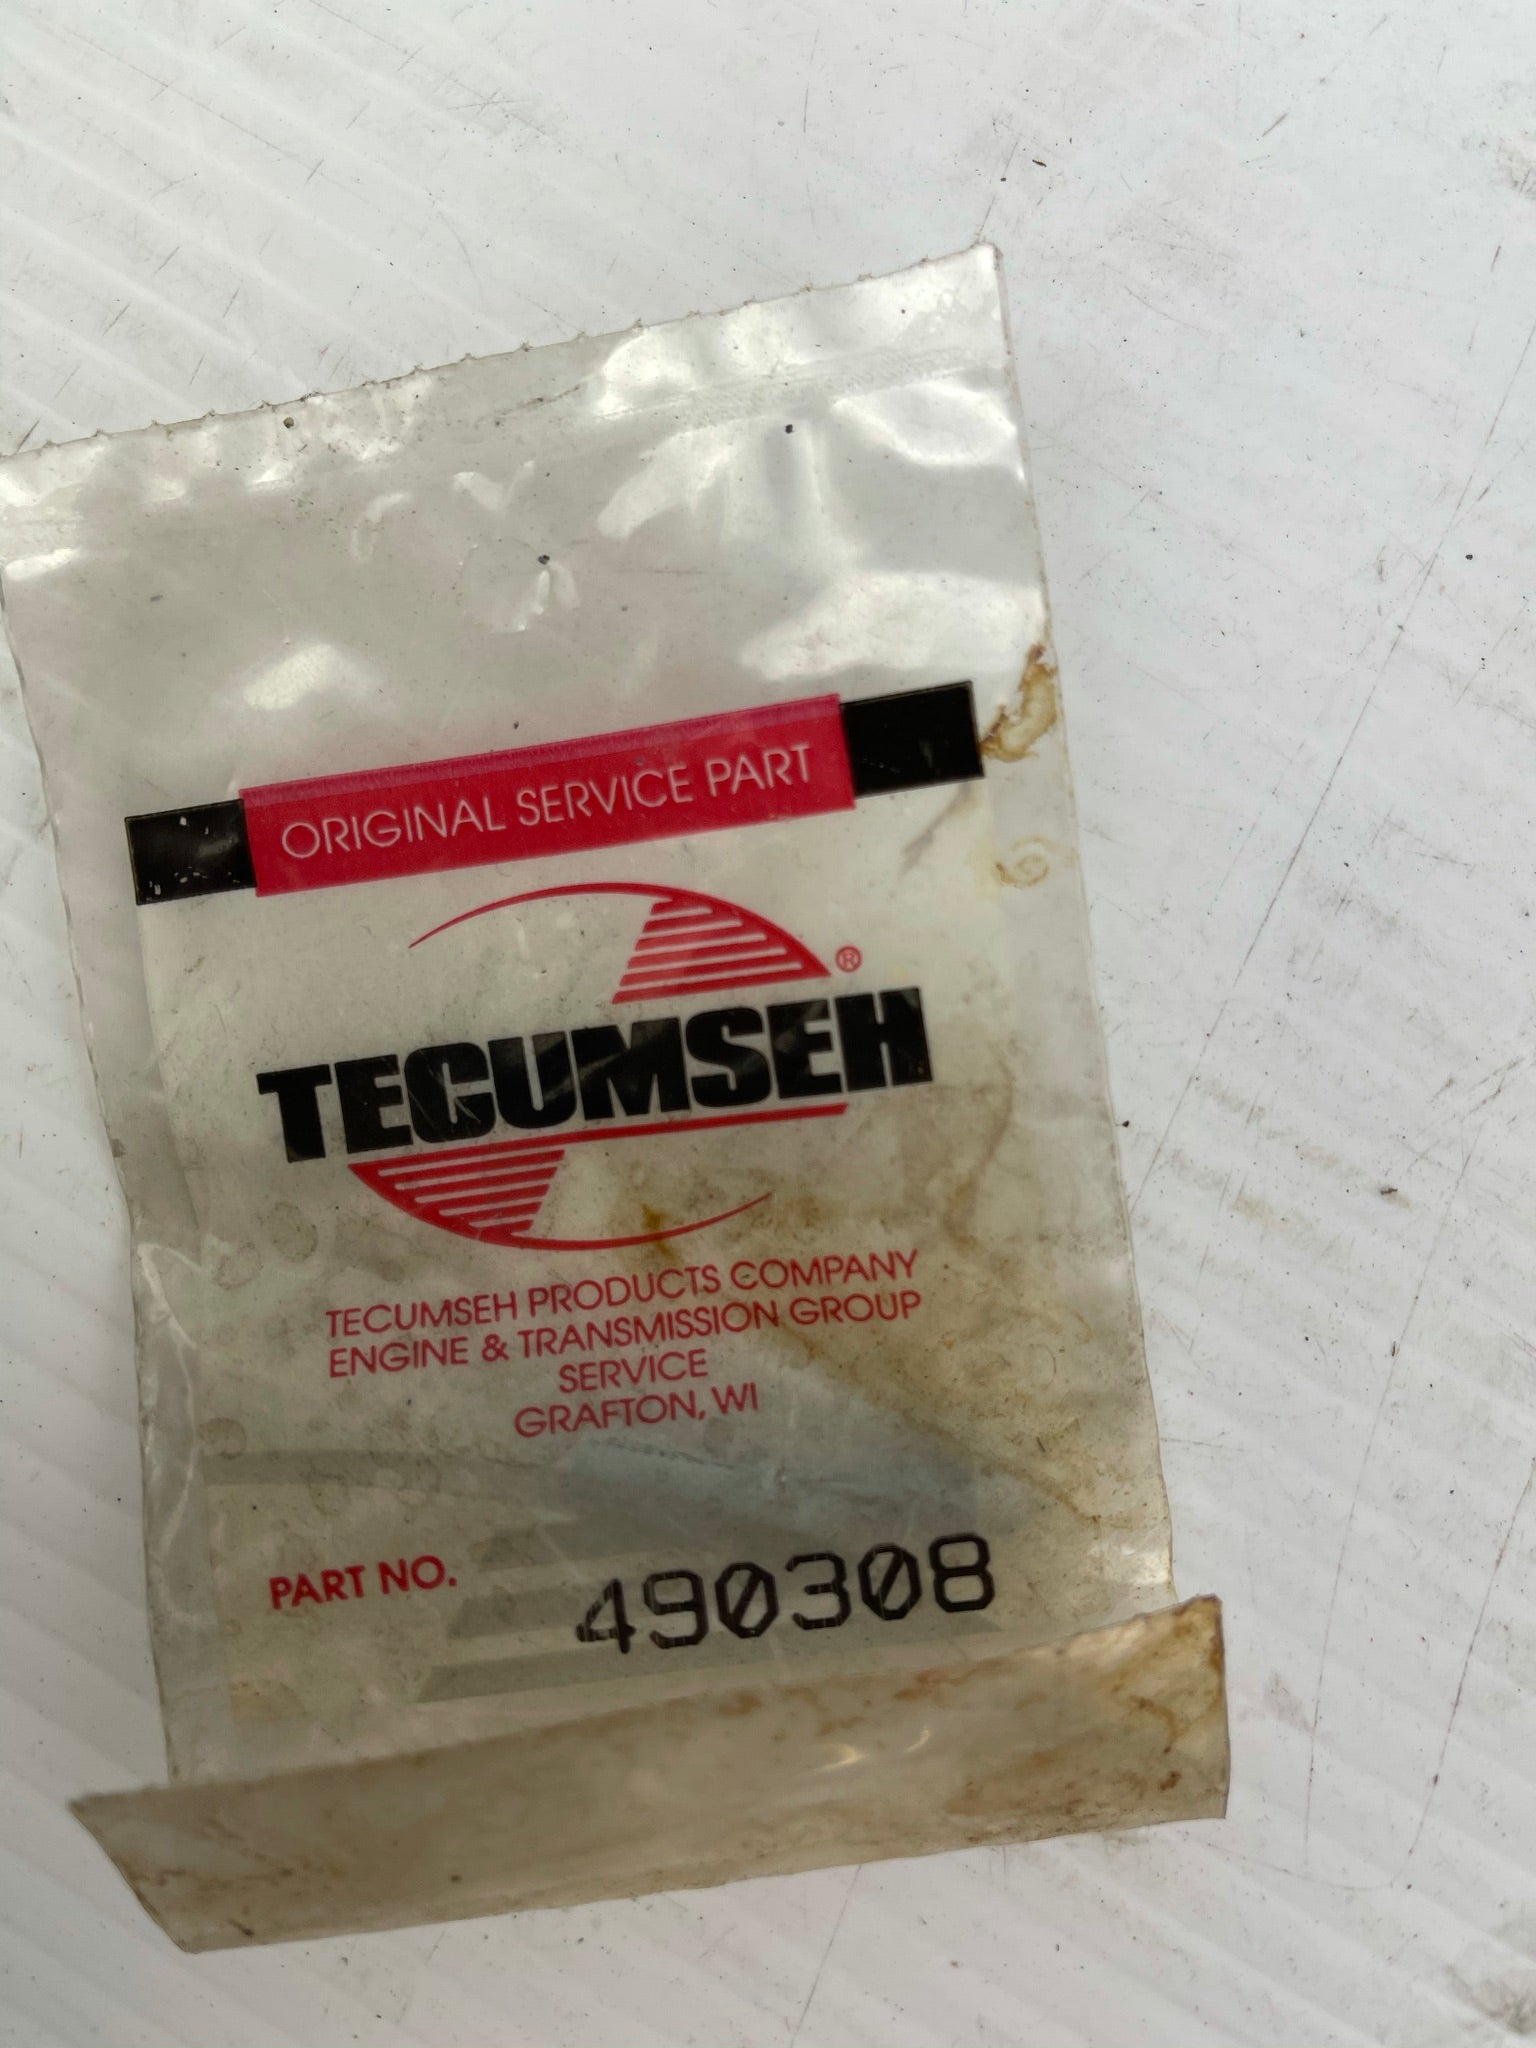 ORIGINAL SERVICE PART
®
TECUMSEH
TECUMSEH PRODUCTS COMPANY
ENGINE & TRANSMISSION GROUP
SERVICE
GRAFTON, WI
PART NO. 490308